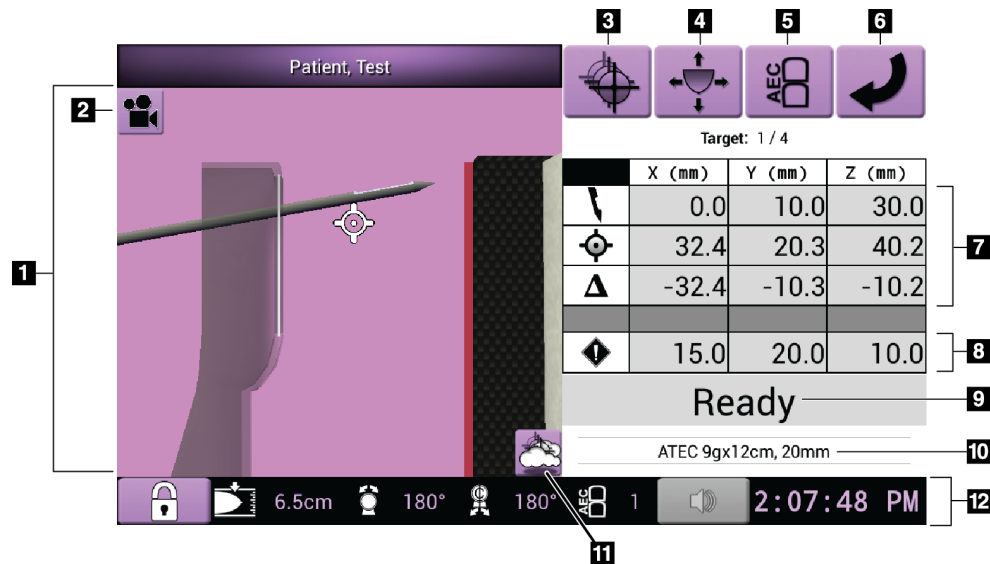 3 4 5 6
Patient, Test
AEC
1
2
Target: 1 / 4
X (mm) Y (mm) Z (mm)
0.0 10.0 30.0
32.4 20.3 40.2
7
Δ -32.4 -10.3 -10.2
15.0 20.0 10.0
8
Ready
9
ATEC 9gx12cm, 20mm
10
6.5cm 180° 180° AEC 1 2:07:48 PM
12
11